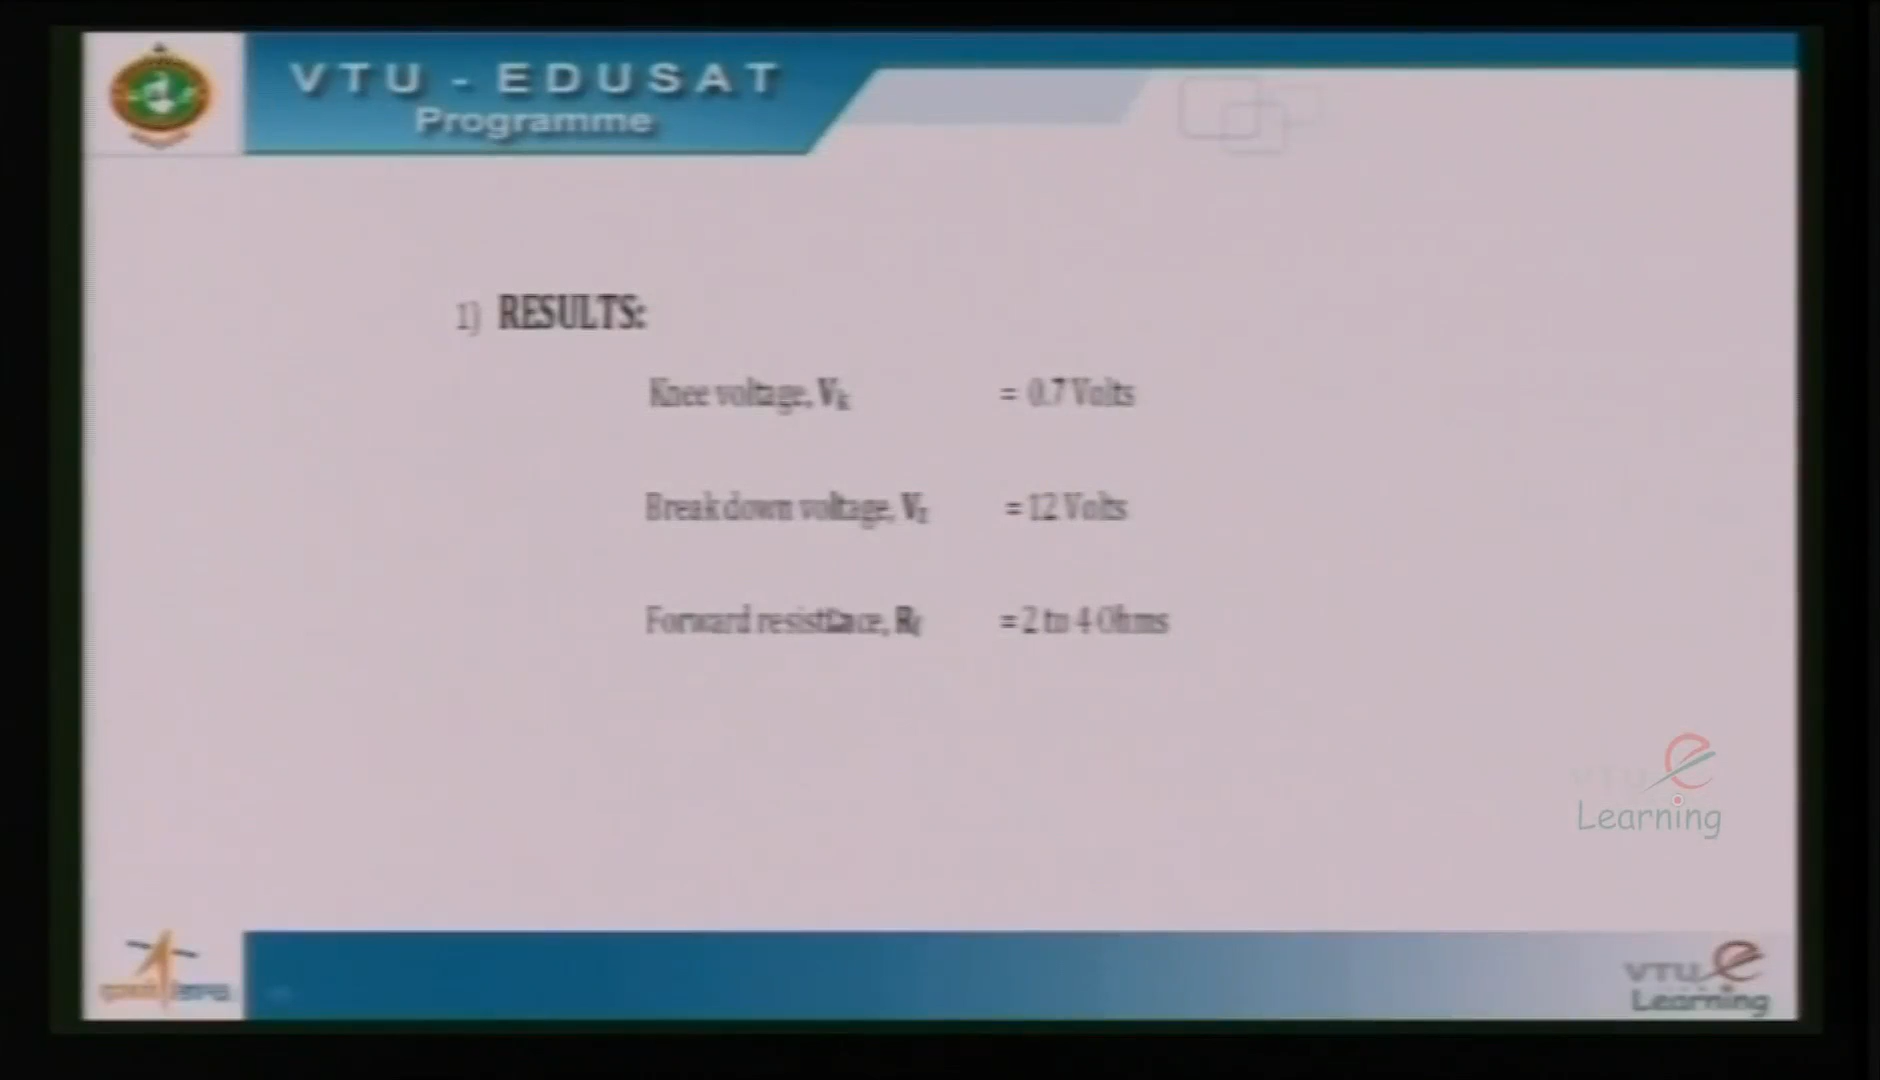 VTU - EDUSAT
Programme
1) RESULTS:
Knee voltage, Vk = 0.7 Volts
Break down voltage, Vz = 12 Volts
Forward resisttance, Rf = 2 to 4 Ohms
Learning
VTU e
Learning